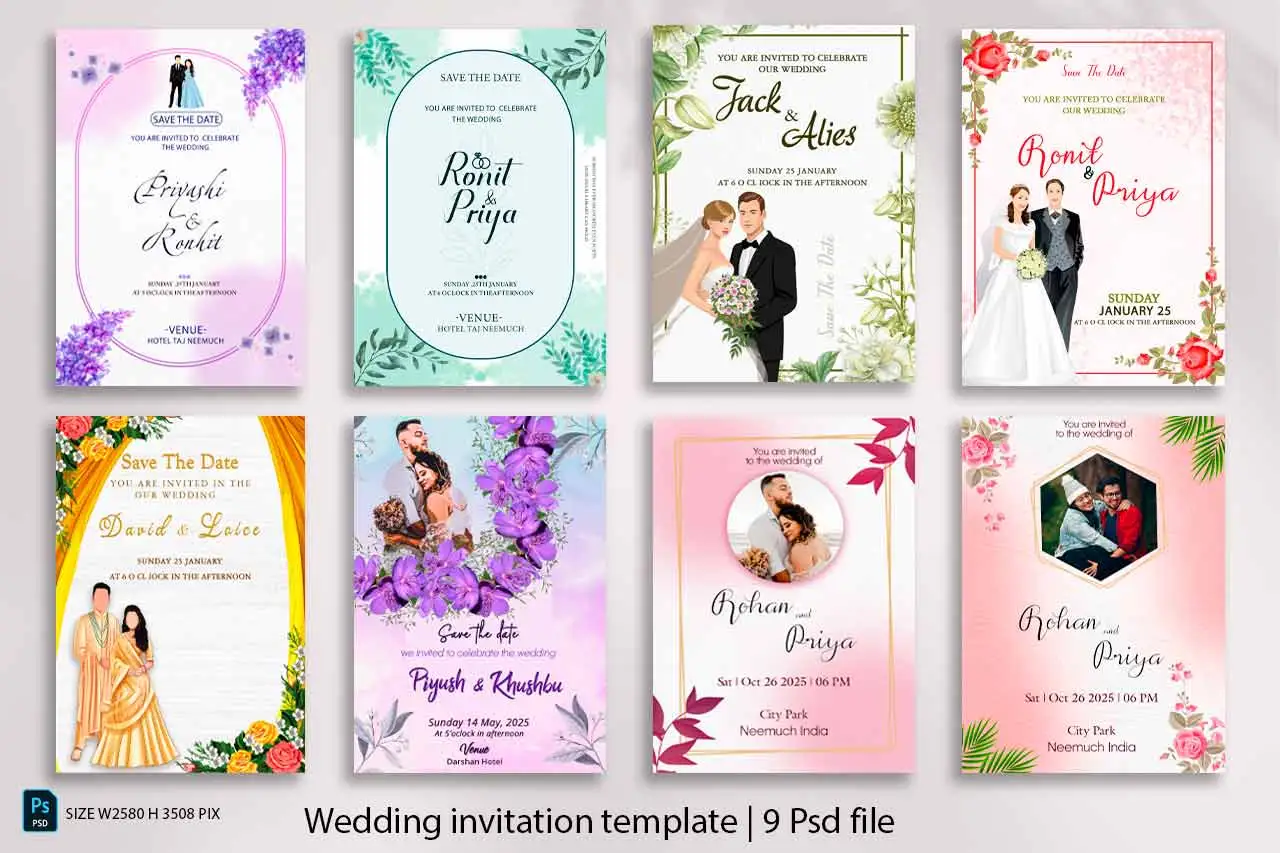 SAVE THE DATE
YOU ARE INVITED TO CELEBRATE
THE WEDDING
Priyashi
&
Ronhit
SUNDAY ,25TH JANUARY
AT 5 OCLOCK IN THE AFTERNOON
-VENUE-
HOTEL TAJ NEEMUCH
SAVE THE DATE
YOU ARE INVITED TO CELEBRATE
THE WEDDING
Ronit
&
Priya
SUNDAY ,25TH JANUARY
AT 6 OCLOCK IN THE AFTERNOON
-VENUE-
HOTEL TAJ NEEMUCH
YOU ARE INVITED TO CELEBRATE
OUR WEDDING
Jack
&
Alies
SUNDAY 25 JANUARY
AT 6 O CL lOCK IN THE AFTERNOON
Save The Date
Save The Date
YOU ARE INVITED TO CELEBRATE
OUR WEDDING
Ronit
&
Priya
SUNDAY
JANUARY 25
AT 6 O CL lOCK IN THE AFTERNOON
Save The Date
YOU ARE INVITED IN THE
OUR WEDDING
David & Loice
SUNDAY 25 JANUARY
AT 6 O CL lOCK IN THE AFTERNOON
Save the date
we invited to celebrate the wedding
Piyush & Khushbu
Sunday 14 May, 2025
At 5'oclock in afternoon
Venue
Darshan Hotel
You are invited
to the wedding of
Rohan and
Priya
Sat | Oct 26 2025 | 06 PM
City Park
Neemuch India
You are invited
to the wedding of
Rohan and
Priya
Sat | Oct 26 2025 | 06 PM
City Park
Neemuch India
Ps
PSD
SIZE W2580 H 3508 PIX
Wedding invitation template | 9 Psd file